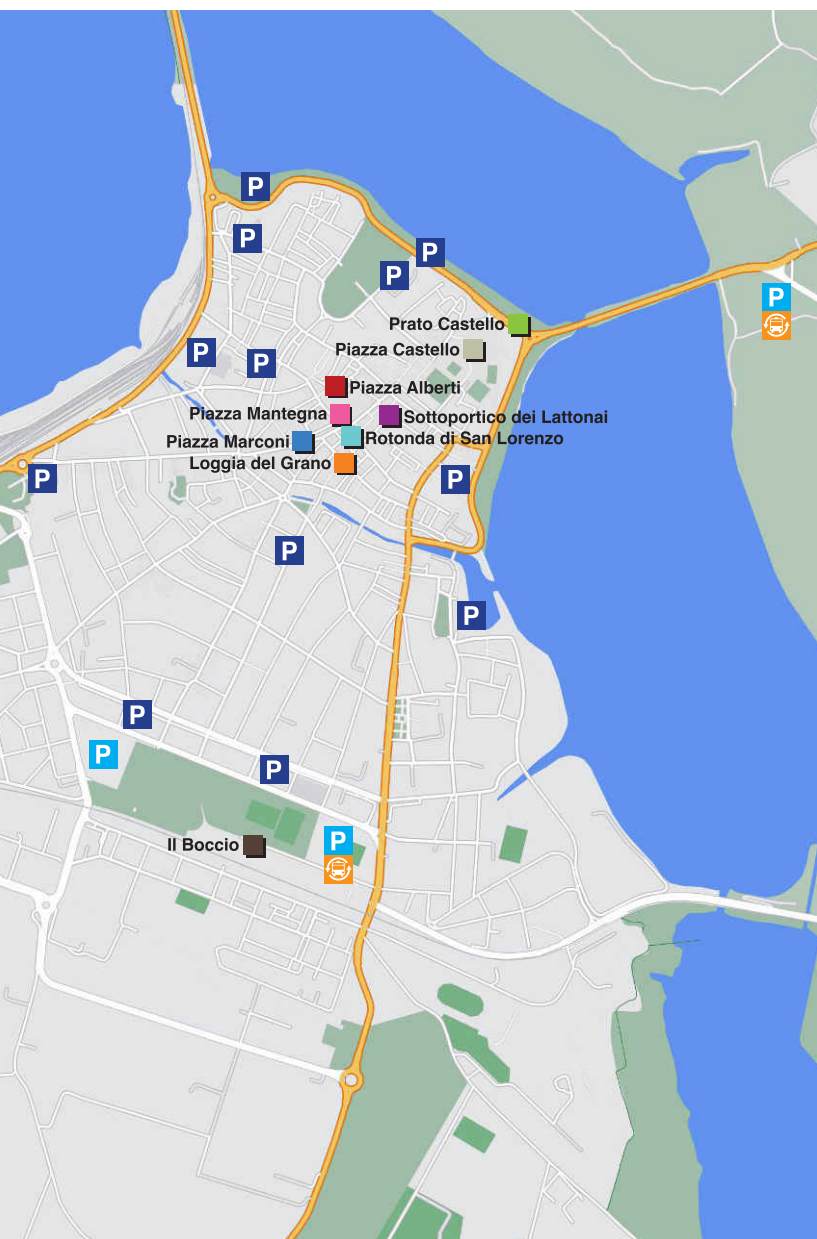 P
P
P
P
P
P
Prato Castello
Piazza Castello
P
P
Piazza Alberti
Piazza Mantegna
Sottoportico dei Lattonai
Piazza Marconi
Rotonda di San Lorenzo
Loggia del Grano
P
P
P
P
P
P
P
P
Il Boccio